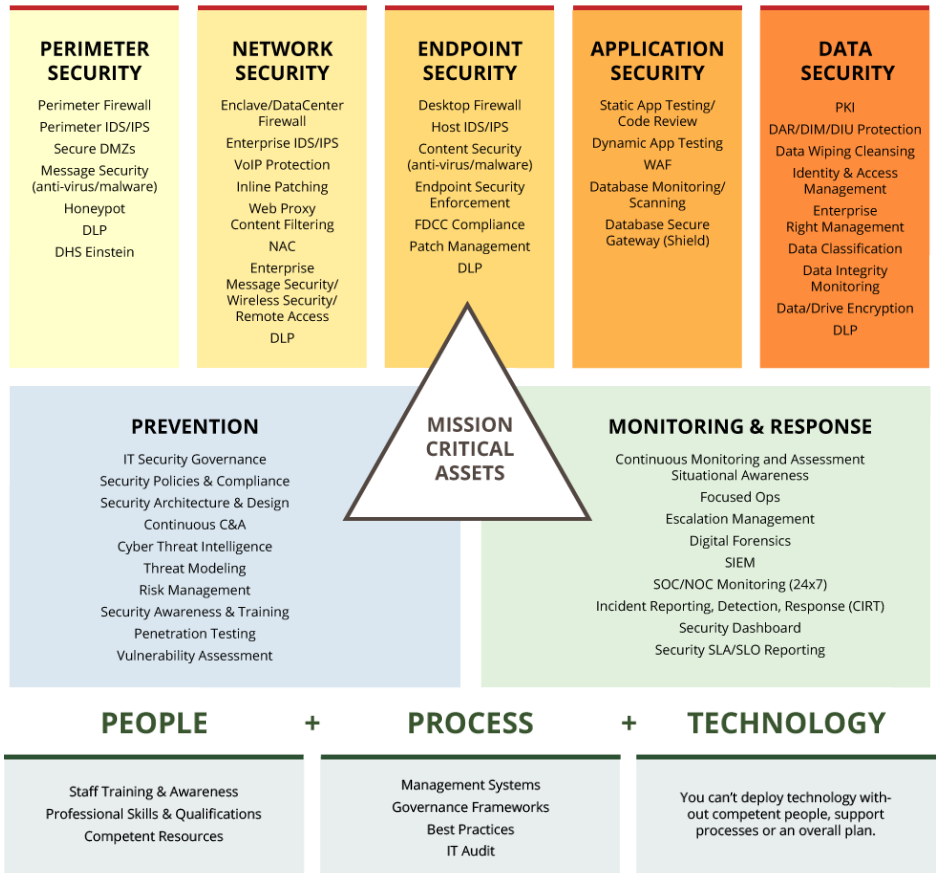 PERIMETER
SECURITY
Perimeter Firewall
Perimeter IDS/IPS
Secure DMZs
Message Security
(anti-virus/malware)
Honeypot
DLP
DHS Einstein
NETWORK
SECURITY
Enclave/DataCenter
Firewall
Enterprise IDS/IPS
VoIP Protection
Inline Patching
Web Proxy
Content Filtering
NAC
Enterprise
Message Security/
Wireless Security/
Remote Access
DLP
ENDPOINT
SECURITY
Desktop Firewall
Host IDS/IPS
Content Security
(anti-virus/malware)
Endpoint Security
Enforcement
FDCC Compliance
Patch Management
DLP
APPLICATION
SECURITY
Static App Testing/
Code Review
Dynamic App Testing
WAF
Database Monitoring/
Scanning
Database Secure
Gateway (Shield)
DATA
SECURITY
PKI
DAR/DIM/DIU Protection
Data Wiping Cleansing
Identity & Access
Management
Enterprise
Right Management
Data Classification
Data Integrity
Monitoring
Data/Drive Encryption
DLP
MISSION
CRITICAL
ASSETS
PREVENTION
IT Security Governance
Security Policies & Compliance
Security Architecture & Design
Continuous C&A
Cyber Threat Intelligence
Threat Modeling
Risk Management
Security Awareness & Training
Penetration Testing
Vulnerability Assessment
MONITORING & RESPONSE
Continuous Monitoring and Assessment
Situational Awareness
Focused Ops
Escalation Management
Digital Forensics
SIEM
SOC/NOC Monitoring (24x7)
Incident Reporting, Detection, Response (CIRT)
Security Dashboard
Security SLA/SLO Reporting
PEOPLE + PROCESS + TECHNOLOGY
Staff Training & Awareness
Professional Skills & Qualifications
Competent Resources
Management Systems
Governance Frameworks
Best Practices
IT Audit
You can't deploy technology with-
out competent people, support
processes or an overall plan.